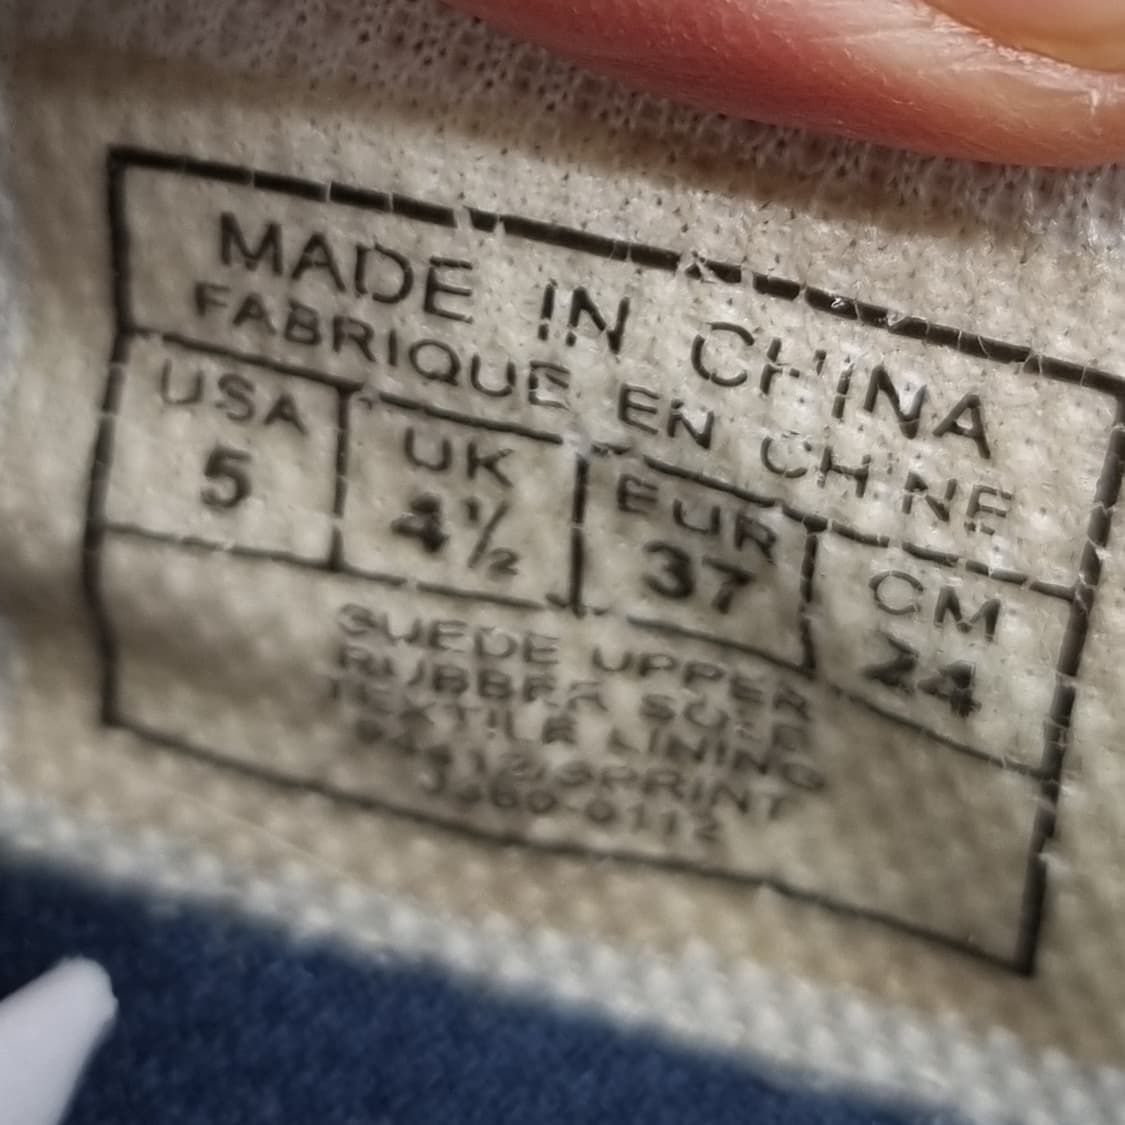 MADE IN CHINA
FABRIQUE EN CHINE
USA UK EUR CM
5 4½ 37 24
SUEDE UPPER
RUBBER SOLE
TEXTILE LINING